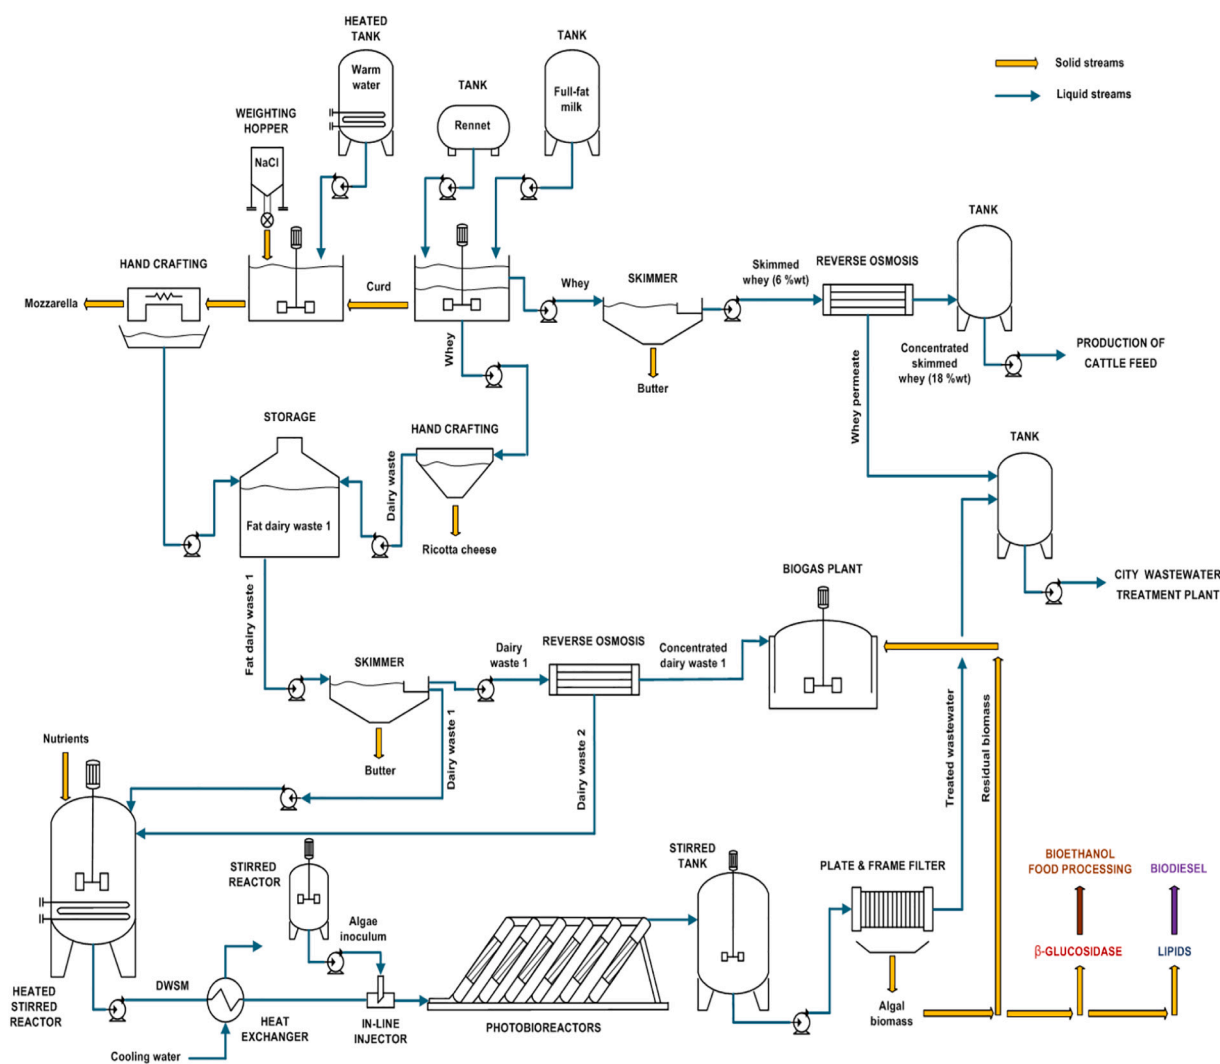 HEATED
TANK
Warm
water
TANK
Rennet
TANK
Full-fat
milk
Solid streams
Liquid streams
WEIGHTING
HOPPER
NaCl
HAND CRAFTING
Mozzarella
Curd
Whey
Whey
SKIMMER
Butter
Skimmed
whey (6 %wt)
REVERSE OSMOSIS
TANK
Concentrated
skimmed
whey (18 %wt)
PRODUCTION OF
CATTLE FEED
Whey permeate
TANK
CITY WASTEWATER
TREATMENT PLANT
STORAGE
Fat dairy waste 1
HAND CRAFTING
Dairy waste
Ricotta cheese
Fat dairy waste 1
SKIMMER
Butter
Dairy
waste 1
Dairy waste 1
REVERSE OSMOSIS
Concentrated
dairy waste 1
Dairy waste 2
BIOGAS PLANT
Treated wastewater
Residual biomass
Nutrients
HEATED
STIRRED
REACTOR
DWSM
Cooling water
HEAT
EXCHANGER
STIRRED
REACTOR
Algae
inoculum
IN-LINE
INJECTOR
PHOTOBIOREACTORS
STIRRED
TANK
PLATE & FRAME FILTER
Algal
biomass
BIOETHANOL
FOOD PROCESSING
β-GLUCOSIDASE
BIODIESEL
LIPIDS